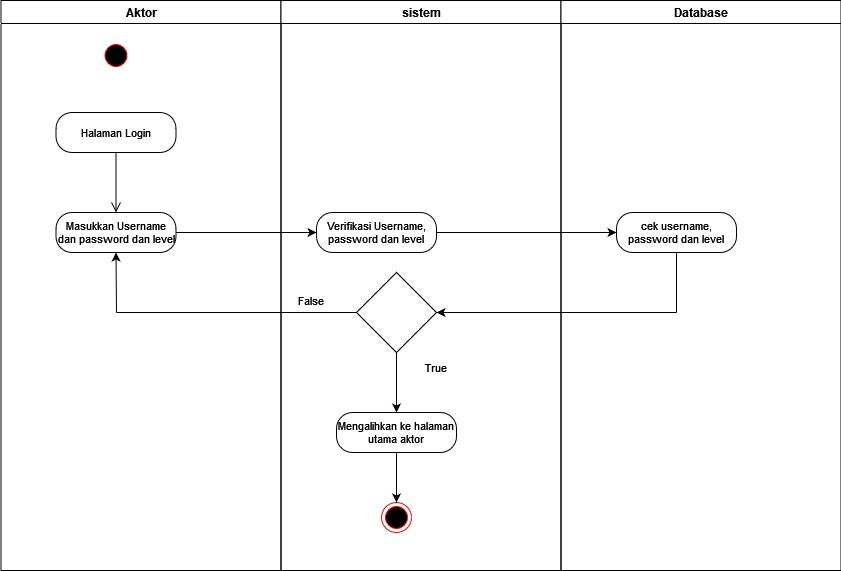 Aktor
sistem
Database
Halaman Login
Masukkan Username
dan password dan level
Verifikasi Username,
password dan level
cek username,
password dan level
False
True
Mengalihkan ke halaman
utama aktor